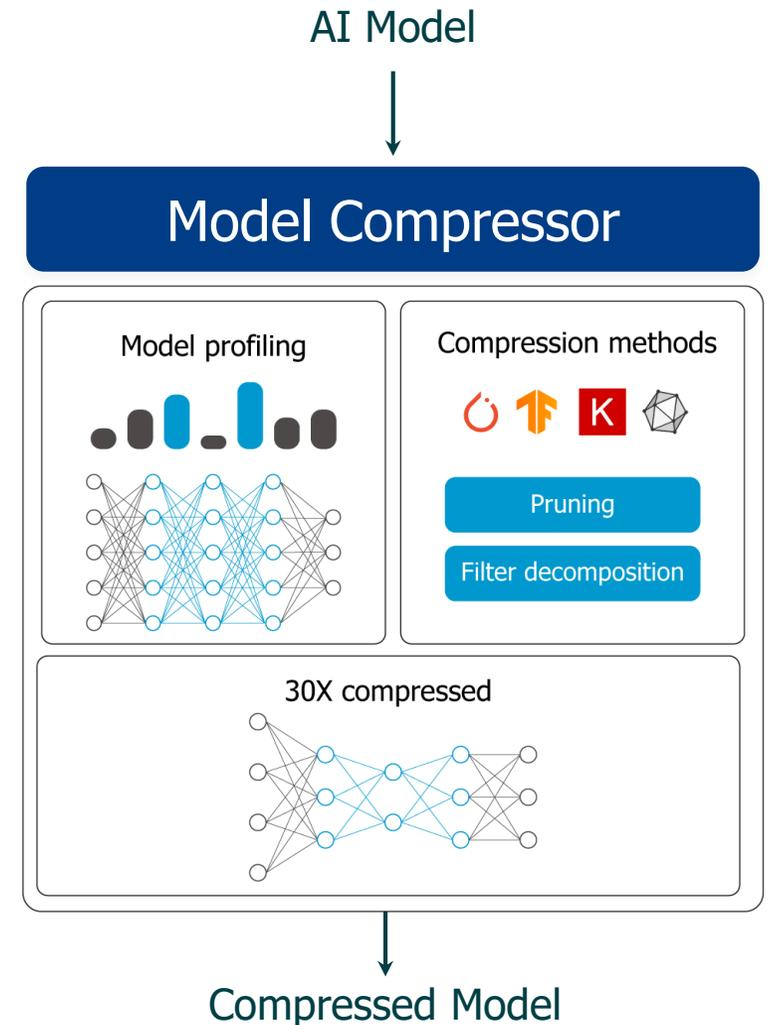 AI Model
Model Compressor
Model profiling
Compression methods
K
Pruning
Filter decomposition
30X compressed
Compressed Model